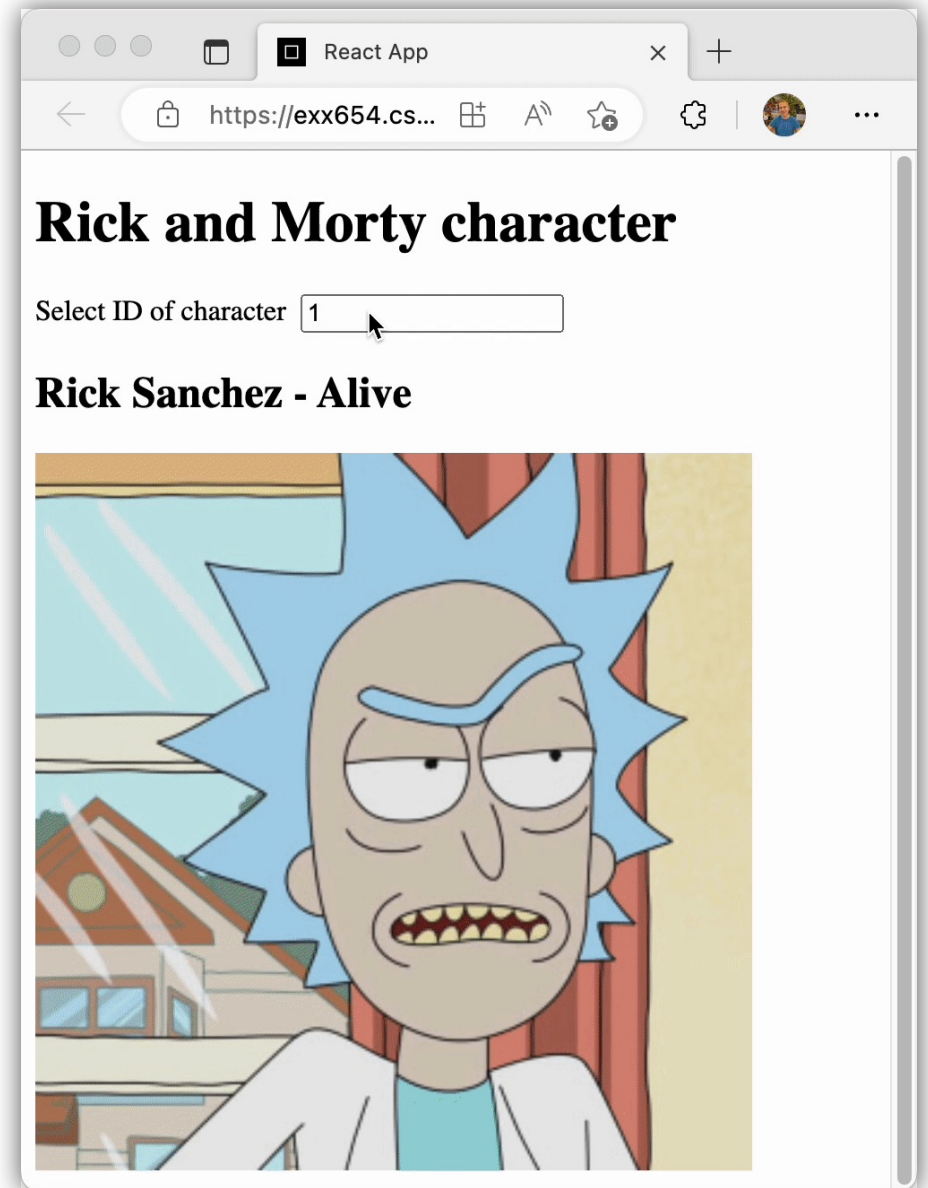 React App
https://exx654.cs...
Rick and Morty character
Select ID of character 1
Rick Sanchez - Alive